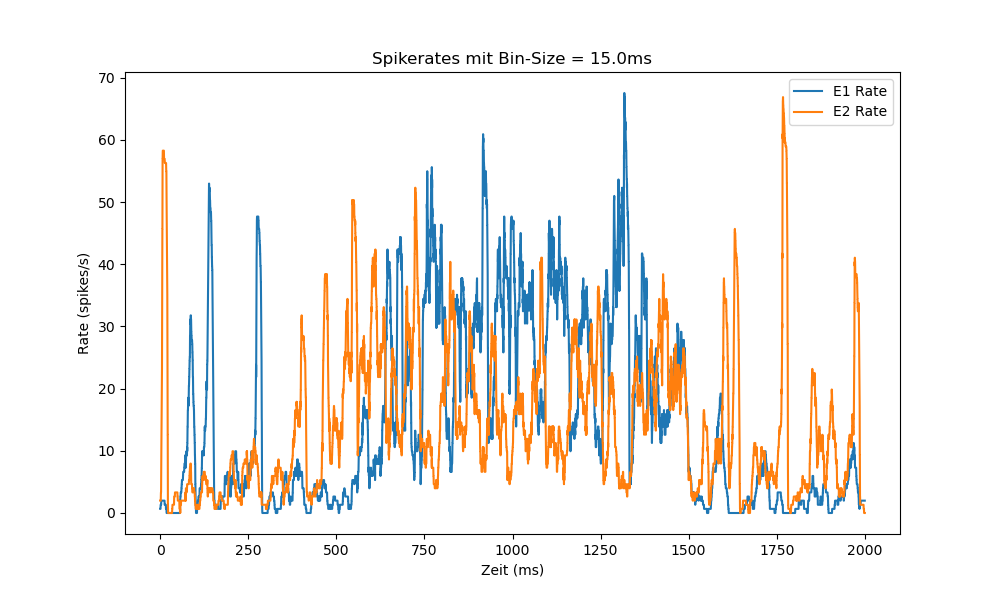 Spikerates mit Bin-Size = 15.0ms
E1 Rate
E2 Rate
Rate (spikes/s)
70
60
50
40
30
20
10
0
0 250 500 750 1000 1250 1500 1750 2000
Zeit (ms)